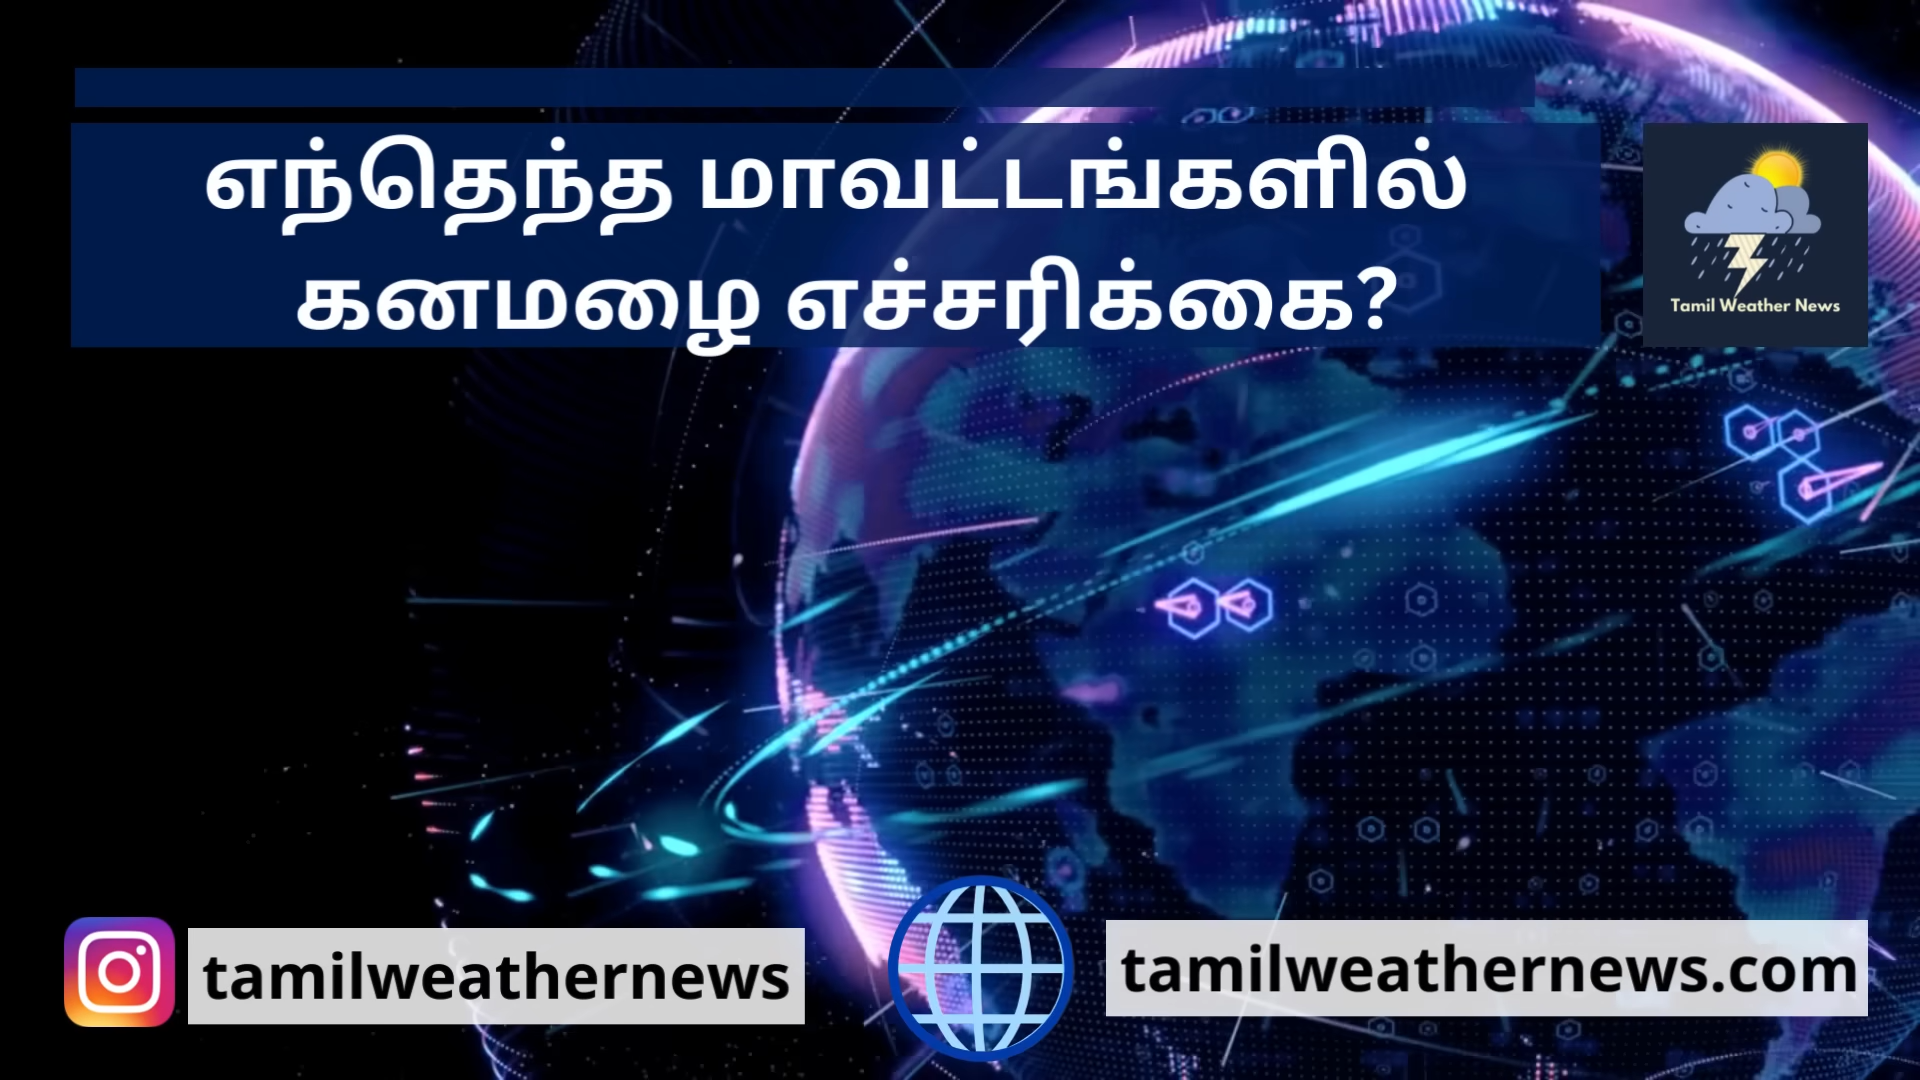 எந்தெந்த மாவட்டங்களில்
கனமழை எச்சரிக்கை?
Tamil Weather News
tamilweathernews
tamilweathernews.com